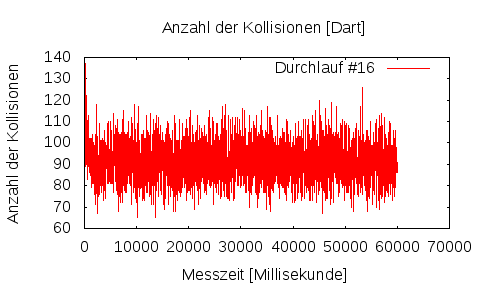 Anzahl der Kollisionen [Dart]
Durchlauf #16
Anzahl der Kollisionen
140
130
120
110
100
90
80
70
60
0 10000 20000 30000 40000 50000 60000 70000
Messzeit [Millisekunde]